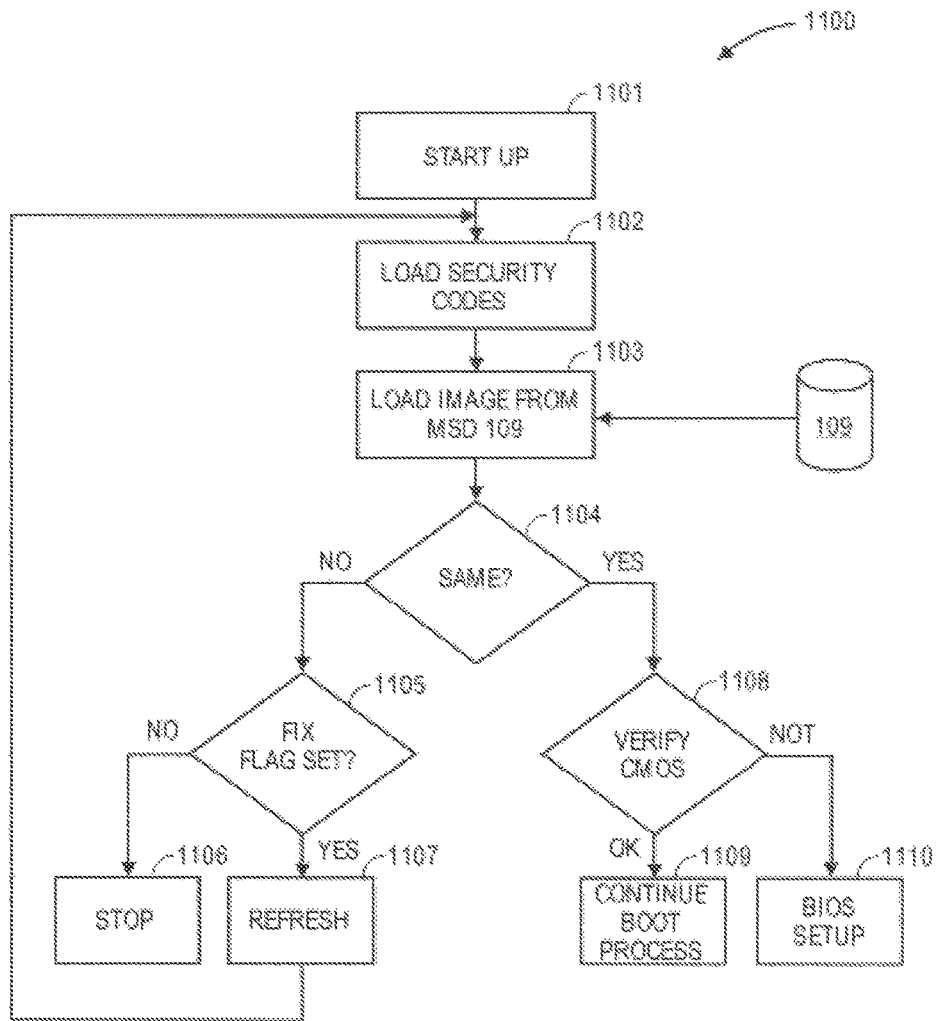 1100
1101
START UP
1102
LOAD SECURITY
CODES
1103
LOAD IMAGE FROM
MSD 109
109
1104
NO
SAME?
YES
1105
1108
NO
FIX
FLAG SET?
VERIFY
CMOS
NOT
1106
YES
1107
OK
1109
1110
STOP
REFRESH
CONTINUE
BOOT
PROCESS
BIOS
SETUP